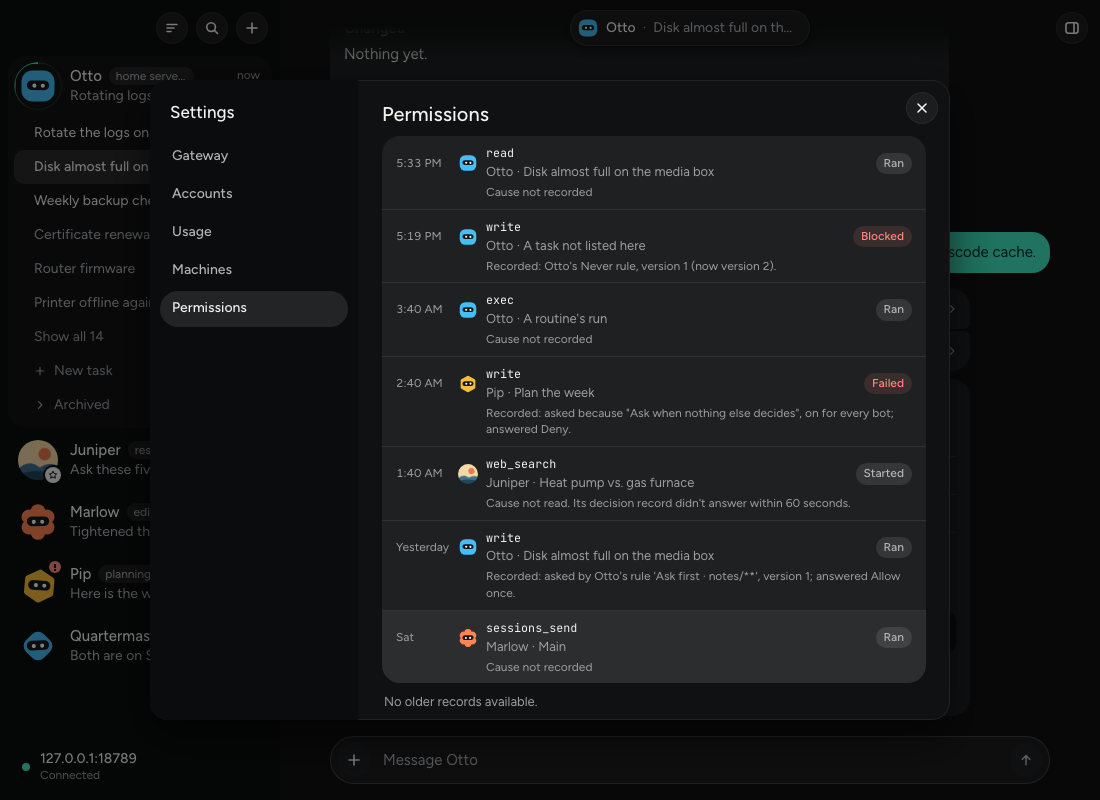 Otto · Disk almost full on th…
Nothing yet.
Otto home serve… now
Rotating logs
Rotate the logs on
Disk almost full on
Weekly backup che
Certificate renewa
Router firmware
Printer offline agai
Show all 14
+ New task
Archived
Juniper res
Ask these fiv
Marlow edi
Tightened th
Pip planning
Here is the w
Quartermas
Both are on S
127.0.0.1:18789
Connected
Settings
Gateway
Accounts
Usage
Machines
Permissions
Permissions
5:33 PM read Ran
Otto · Disk almost full on the media box
Cause not recorded
5:19 PM write Blocked
Otto · A task not listed here
Recorded: Otto's Never rule, version 1 (now version 2).
3:40 AM exec Ran
Otto · A routine's run
Cause not recorded
2:40 AM write Failed
Pip · Plan the week
Recorded: asked because "Ask when nothing else decides", on for every bot;
answered Deny.
1:40 AM web_search Started
Juniper · Heat pump vs. gas furnace
Cause not read. Its decision record didn't answer within 60 seconds.
Yesterday write Ran
Otto · Disk almost full on the media box
Recorded: asked by Otto's rule 'Ask first · notes/**', version 1; answered Allow
once.
Sat sessions_send Ran
Marlow · Main
Cause not recorded
No older records available.
scode cache.
Message Otto